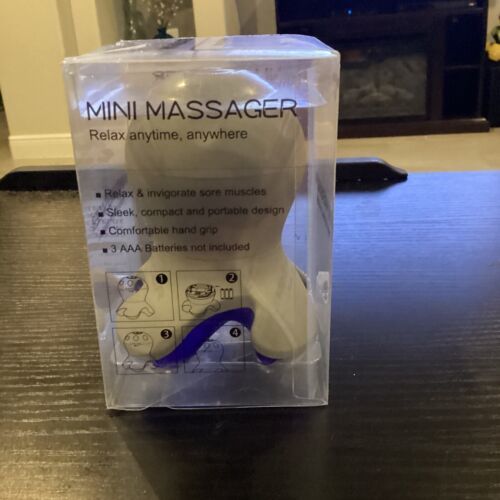 MINI MASSAGER
Relax anytime, anywhere
Relax & invigorate sore muscles
Sleek, compact and portable design
Comfortable hand grip
3 AAA Batteries not included
1 2
3 4